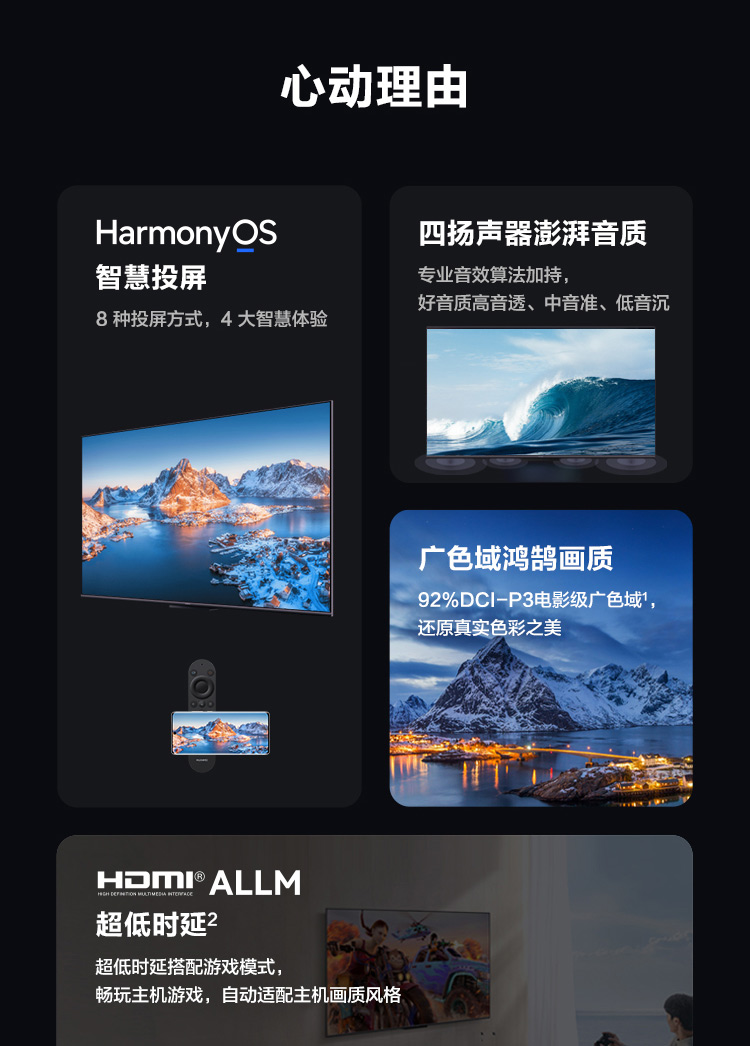 心动理由
HarmonyOS
智慧投屏
8 种投屏方式，4 大智慧体验
四扬声器澎湃音质
专业音效算法加持，
好音质高音透、中音准、低音沉
广色域鸿鹄画质
92%DCI-P3电影级广色域¹，
还原真实色彩之美
HDMI® ALLM
HIGH-DEFINITION MULTIMEDIA INTERFACE
超低时延²
超低时延搭配游戏模式，
畅玩主机游戏，自动适配主机画质风格